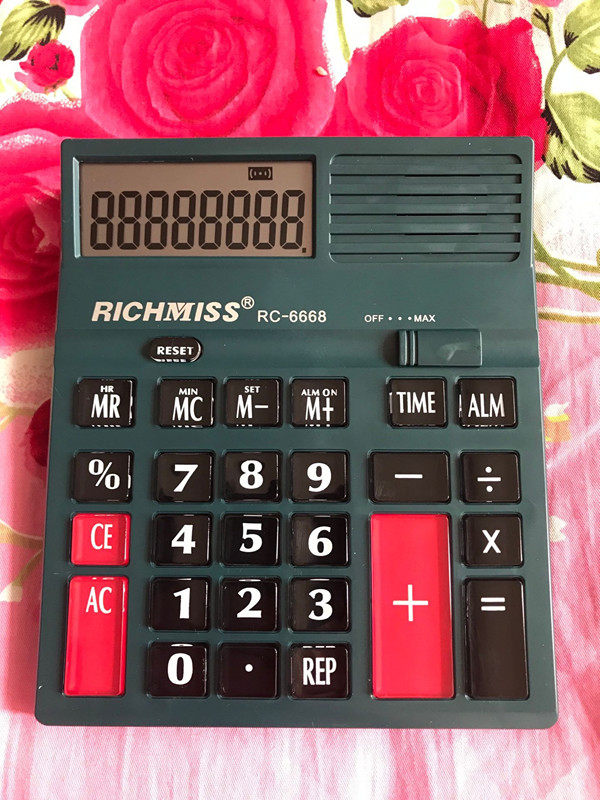 88888888.
RICHMISS® RC-6668
OFF • • • MAX
RESET
HR MIN SET ALM ON
MR MC M− M+ TIME ALM
% 7 8 9 − ÷
CE 4 5 6 X
AC 1 2 3 + =
0 . REP